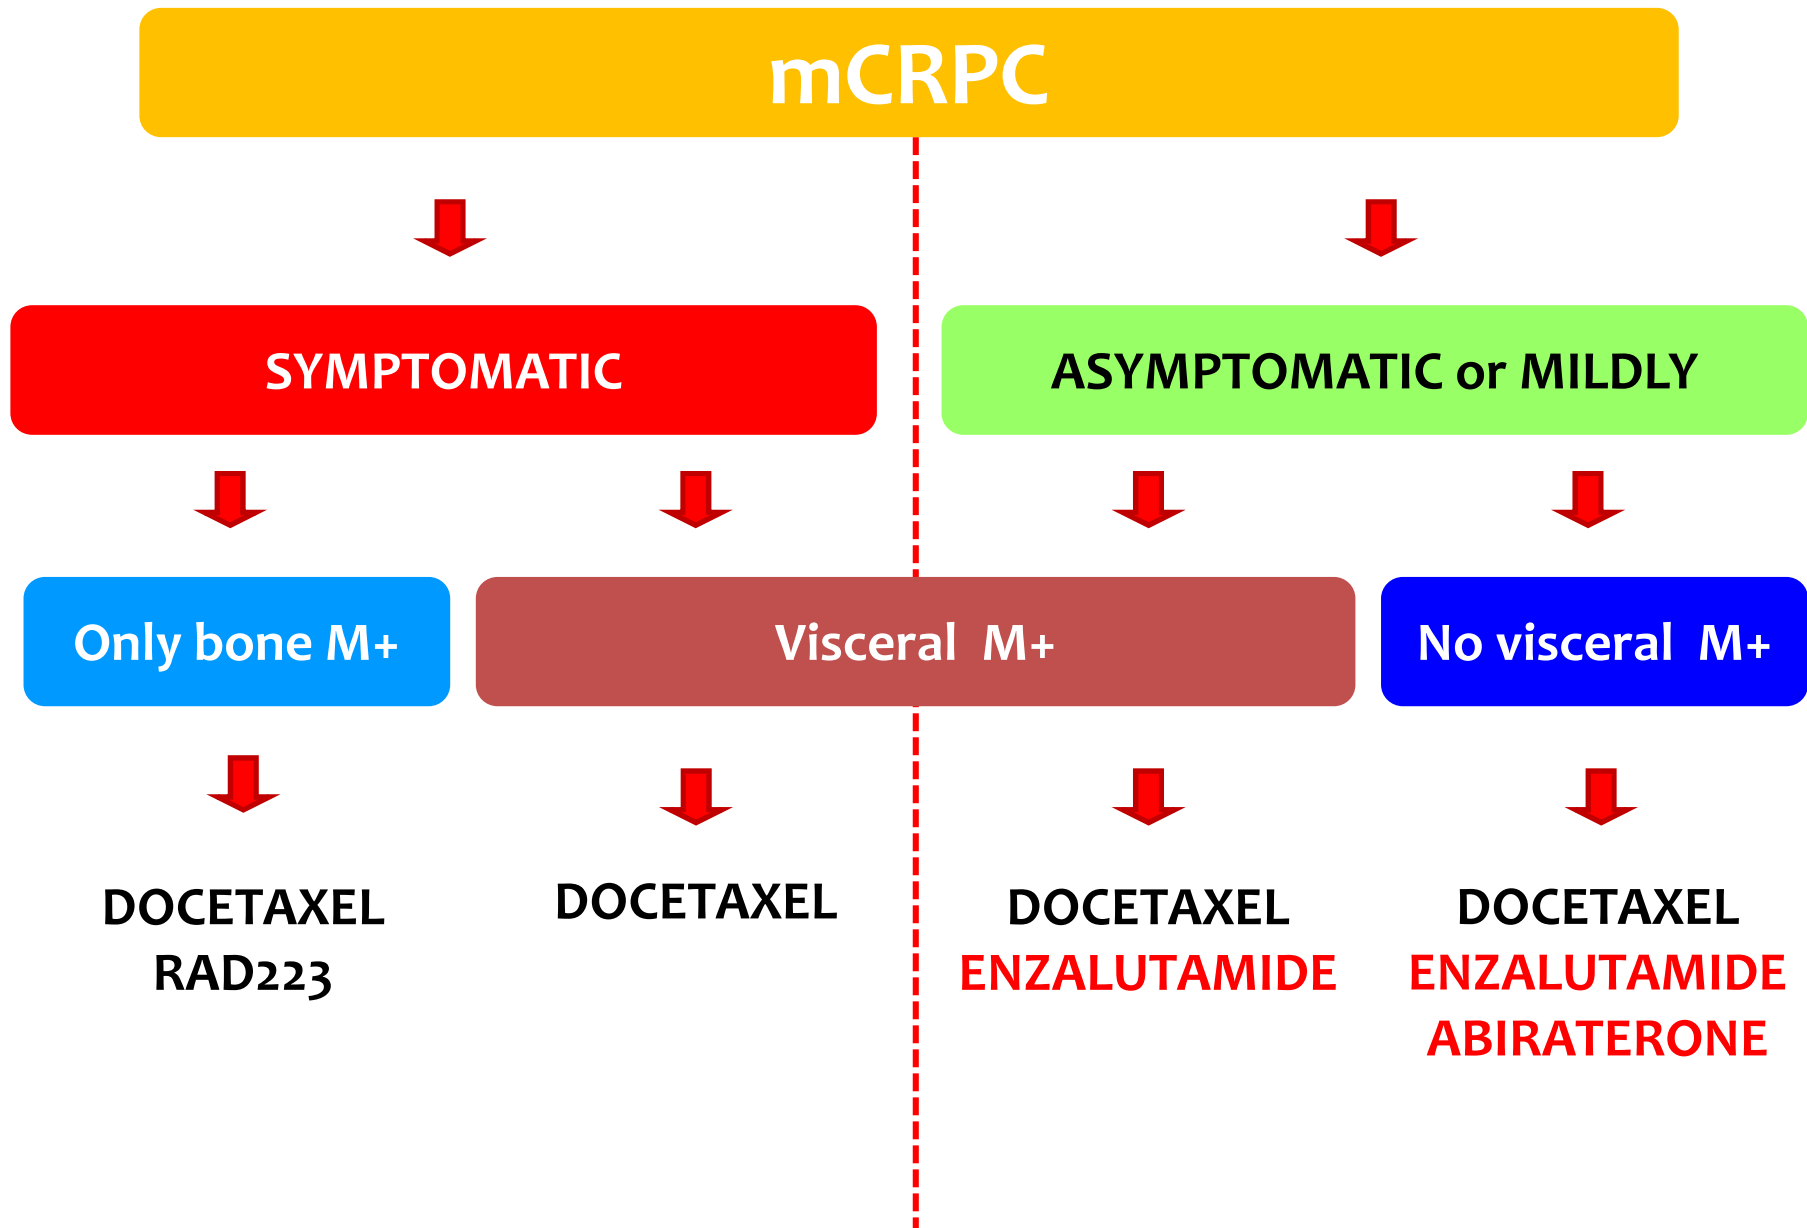 mCRPC
SYMPTOMATIC
ASYMPTOMATIC or MILDLY
Only bone M+
Visceral M+
No visceral M+
DOCETAXEL
RAD223
DOCETAXEL
DOCETAXEL
ENZALUTAMIDE
DOCETAXEL
ENZALUTAMIDE
ABIRATERONE